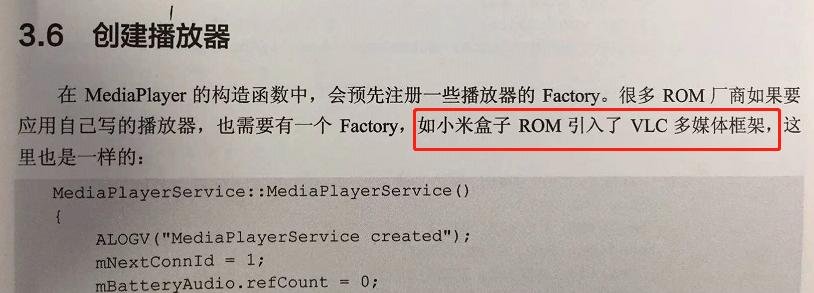 3.6 创建播放器
在 MediaPlayer 的构造函数中，会预先注册一些播放器的 Factory。很多 ROM 厂商如果要
应用自己写的播放器，也需要有一个 Factory，如小米盒子 ROM 引入了 VLC 多媒体框架，这
里也是一样的：
MediaPlayerService::MediaPlayerService()
{
ALOGV("MediaPlayerService created");
mNextConnId = 1;
mBatteryAudio.refCount = 0;